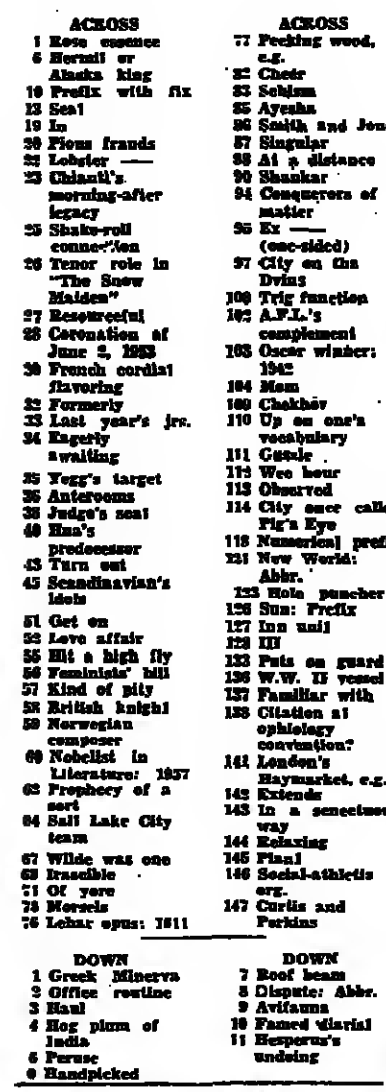 ACROSS
1 Rose essence
6 Hermit or
Alaska king
10 Prefix with fix
13 Seal
19 In
20 Pious frauds
22 Lobster —
23 Chianti's
morning-after
legacy
25 Shake-roll
connection
26 Tenor role in
"The Snow
Maiden"
27 Resourceful
28 Coronation of
June 2, 1953
30 French cordial
flavoring
32 Formerly
33 Last year's jrs.
34 Eagerly
awaiting
35 Yegg's target
36 Anterooms
38 Judge's seat
40 Hua's
predecessor
43 Turn out
45 Scandinavian's
idols
51 Get on
52 Love affair
55 Hit a high fly
56 Feminists' bill
57 Kind of pity
58 British knight
59 Norwegian
composer
60 Nobelist in
Literature: 1957
62 Prophecy of a
sort
64 Salt Lake City
team
67 Wilde was one
68 Irascible
71 Of yore
73 Morsels
76 Lehar opus: 1911
DOWN
1 Greek Minerva
2 Office routine
3 Haul
4 Hog plum of
India
5 Peruse
6 Handpicked
ACROSS
77 Pecking wood,
e.g.
82 Cheer
83 Schism
85 Ayesha
86 Smith and Jones
87 Singular
88 At a distance
90 Shankar
94 Conquerors of
matter
95 Ex —
(one-sided)
97 City on the
Dvina
100 Trig function
102 A.F.L.'s
complement
103 Oscar winner:
1942
104 Mom
109 Chekhov
110 Up on one's
vocabulary
111 Guzzle
112 Wee hour
113 Observed
114 City once called
Pig's Eye
118 Numerical prefix
121 New World:
Abbr.
123 Hole puncher
126 Sun: Prefix
127 Inn unit
128 Ill
133 Puts on guard
136 W.W. II vessel
137 Familiar with
138 Citation at
ophiology
convention?
141 London's
Haymarket, e.g.
142 Extends
143 In a
way
144 Relaxing
145 Plant
146 Social-athletic
org.
147 Curtis and
Perkins
DOWN
7 Roof beam
8 Dispute: Abbr.
9 Avifauna
10 Famed diarist
11 Hesperus's
undoing